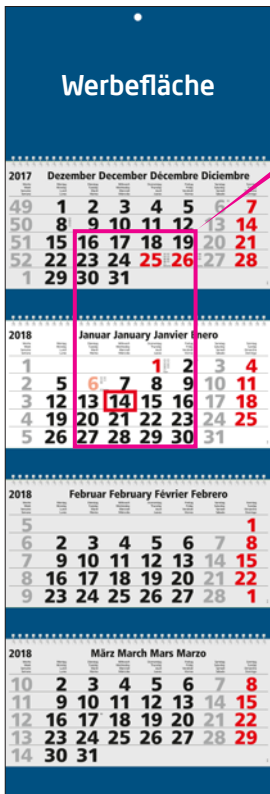 Werbefläche
2017 Dezember December Décembre Diciembre
49 1 2 3 4 5 6 7
50 8 9 10 11 12 13 14
51 15 16 17 18 19 20 21
52 22 23 24 25 26 27 28
1 29 30 31
2018 Januar January Janvier Enero
1 1 2 3 4
2 5 6 7 8 9 10 11
3 12 13 14 15 16 17 18
4 19 20 21 22 23 24 25
5 26 27 28 29 30 31
2018 Februar February Février Febrero
5 1
6 2 3 4 5 6 7 8
7 9 10 11 12 13 14 15
8 16 17 18 19 20 21 22
9 23 24 25 26 27 28 1
2018 März March Mars Marzo
10 2 3 4 5 6 7 8
11 9 10 11 12 13 14 15
12 16 17 18 19 20 21 22
13 23 24 25 26 27 28 29
14 30 31